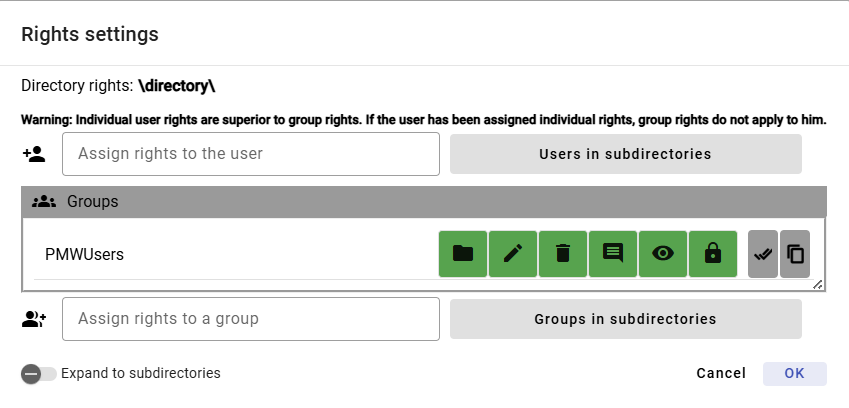 Rights settings
Directory rights: \directory\
Warning: Individual user rights are superior to group rights. If the user has been assigned individual rights, group rights do not apply to him.
Assign rights to the user
Users in subdirectories
Groups
PMWUsers
Assign rights to a group
Groups in subdirectories
Expand to subdirectories
Cancel
OK